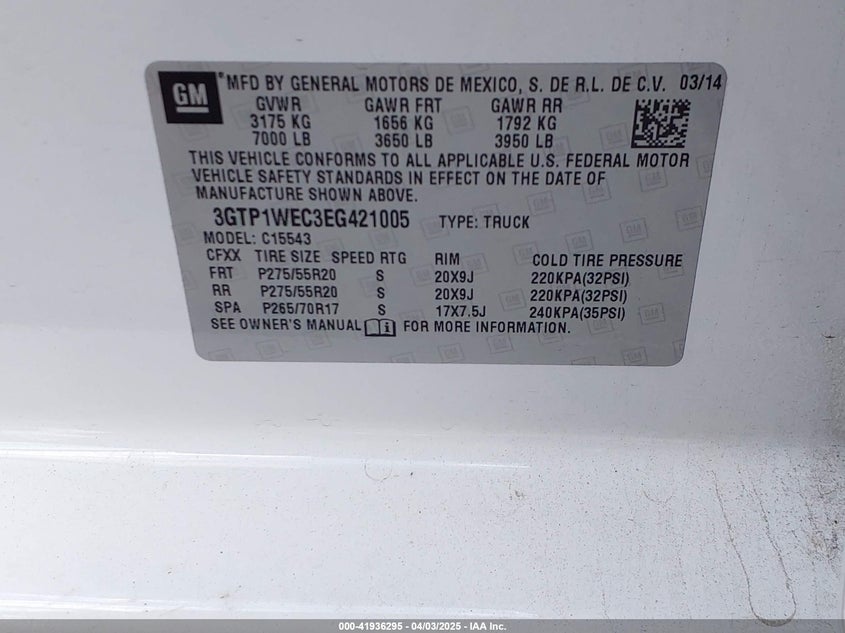 GM
MFD BY GENERAL MOTORS DE MEXICO, S. DE R.L. DE C.V. 03/14
GVWR GAWR FRT GAWR RR
3175 KG 1656 KG 1792 KG
7000 LB 3650 LB 3950 LB
THIS VEHICLE CONFORMS TO ALL APPLICABLE U.S. FEDERAL MOTOR
VEHICLE SAFETY STANDARDS IN EFFECT ON THE DATE OF
MANUFACTURE SHOWN ABOVE.
3GTP1WEC3EG421005 TYPE: TRUCK
MODEL: C15543
CFXX TIRE SIZE SPEED RTG RIM COLD TIRE PRESSURE
FRT P275/55R20 S 20X9J 220KPA(32PSI)
RR P275/55R20 S 20X9J 220KPA(32PSI)
SPA P265/70R17 S 17X7.5J 240KPA(35PSI)
SEE OWNER'S MANUAL i FOR MORE INFORMATION.
000-41936295 - 04/03/2025 - IAA Inc.